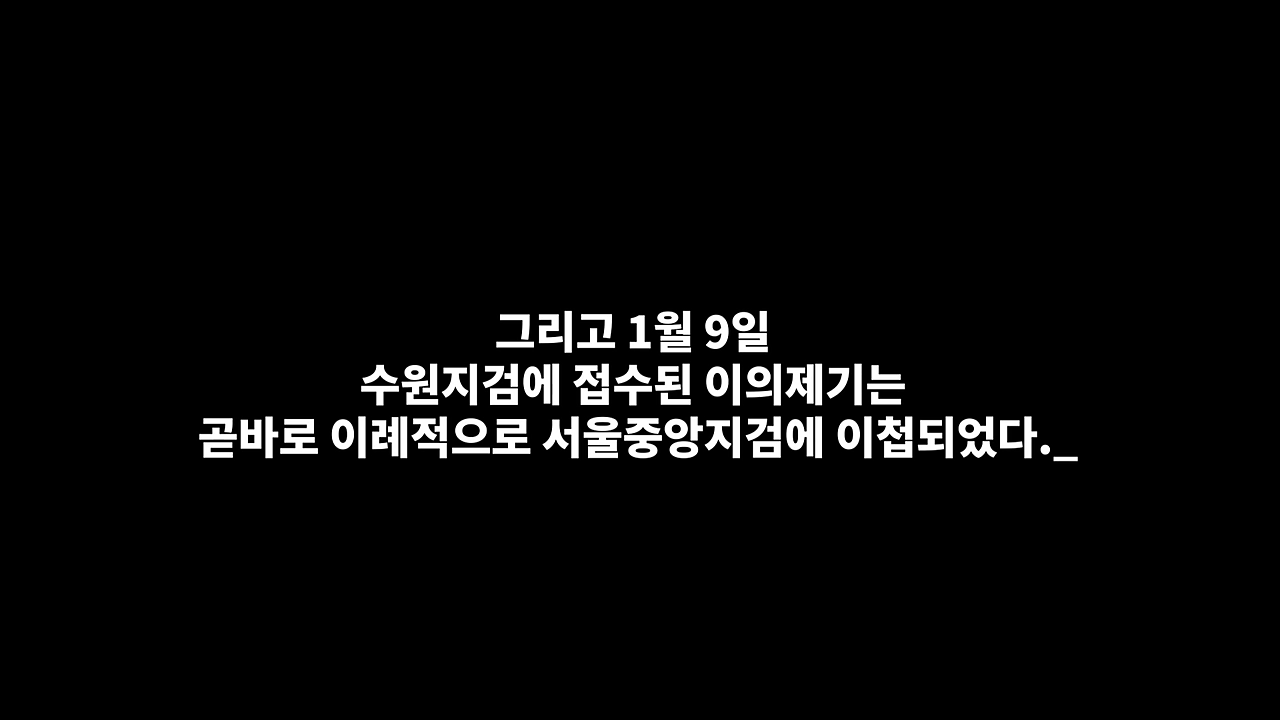 그리고 1월 9일
수원지검에 접수된 이의제기는
곧바로 이례적으로 서울중앙지검에 이첩되었다._